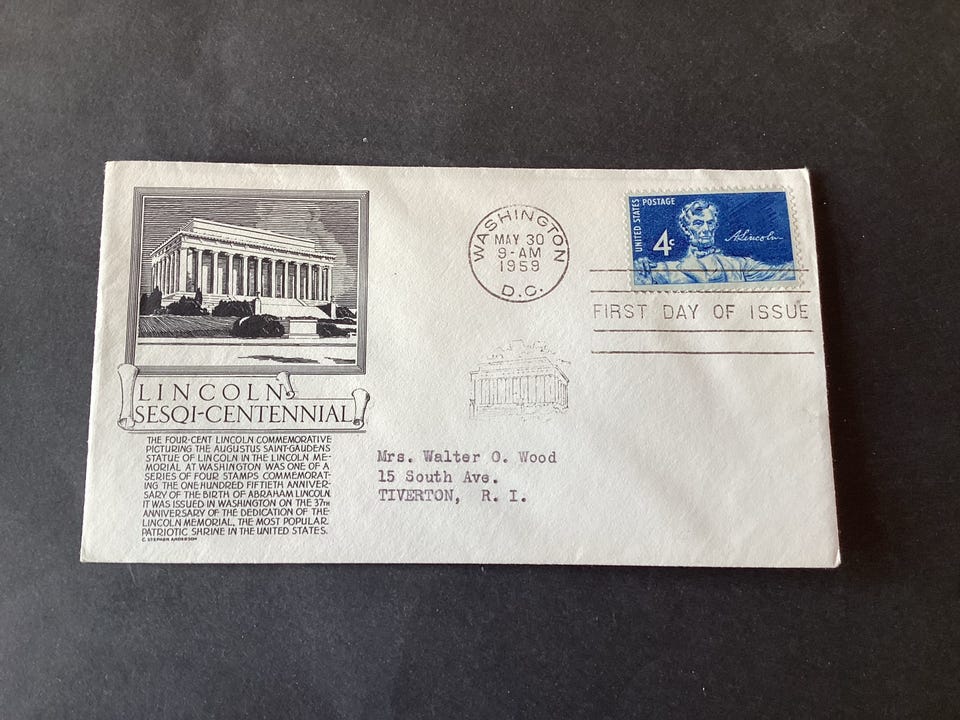 WASHINGTON
MAY 30
9-AM
1959
D.C.
UNITED STATES POSTAGE
4c
A. Lincoln
FIRST DAY OF ISSUE
LINCOLN
SESQI-CENTENNIAL
THE FOUR-CENT LINCOLN COMMEMORATIVE
PICTURING THE AUGUSTUS SAINT-GAUDENS
STATUE OF LINCOLN IN THE LINCOLN ME-
MORIAL AT WASHINGTON WAS ONE OF A
SERIES OF FOUR STAMPS COMMEMORAT-
ING THE ONE HUNDRED FIFTIETH ANNIVER-
SARY OF THE BIRTH OF ABRAHAM LINCOLN.
IT WAS ISSUED IN WASHINGTON ON THE 37TH
ANNIVERSARY OF THE DEDICATION OF THE
LINCOLN MEMORIAL, THE MOST POPULAR
PATRIOTIC SHRINE IN THE UNITED STATES.
C. STEPHEN ANDERSON
Mrs. Walter O. Wood
15 South Ave.
TIVERTON, R. I.